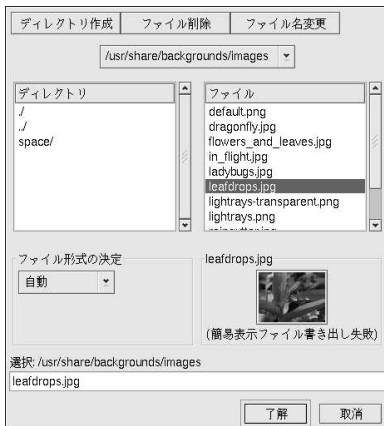 ディレクトリ作成 ファイル削除 ファイル名変更
/usr/share/backgrounds/images
ディレクトリ
./
../
space/
ファイル
default.png
dragonfly.jpg
flowers_and_leaves.jpg
in_flight.jpg
ladybugs.jpg
leafdrops.jpg
lightrays-transparent.png
lightrays.png
ファイル形式の決定
自動
leafdrops.jpg
(簡易表示ファイル書き出し失敗)
選択: /usr/share/backgrounds/images
leafdrops.jpg
了解 取消